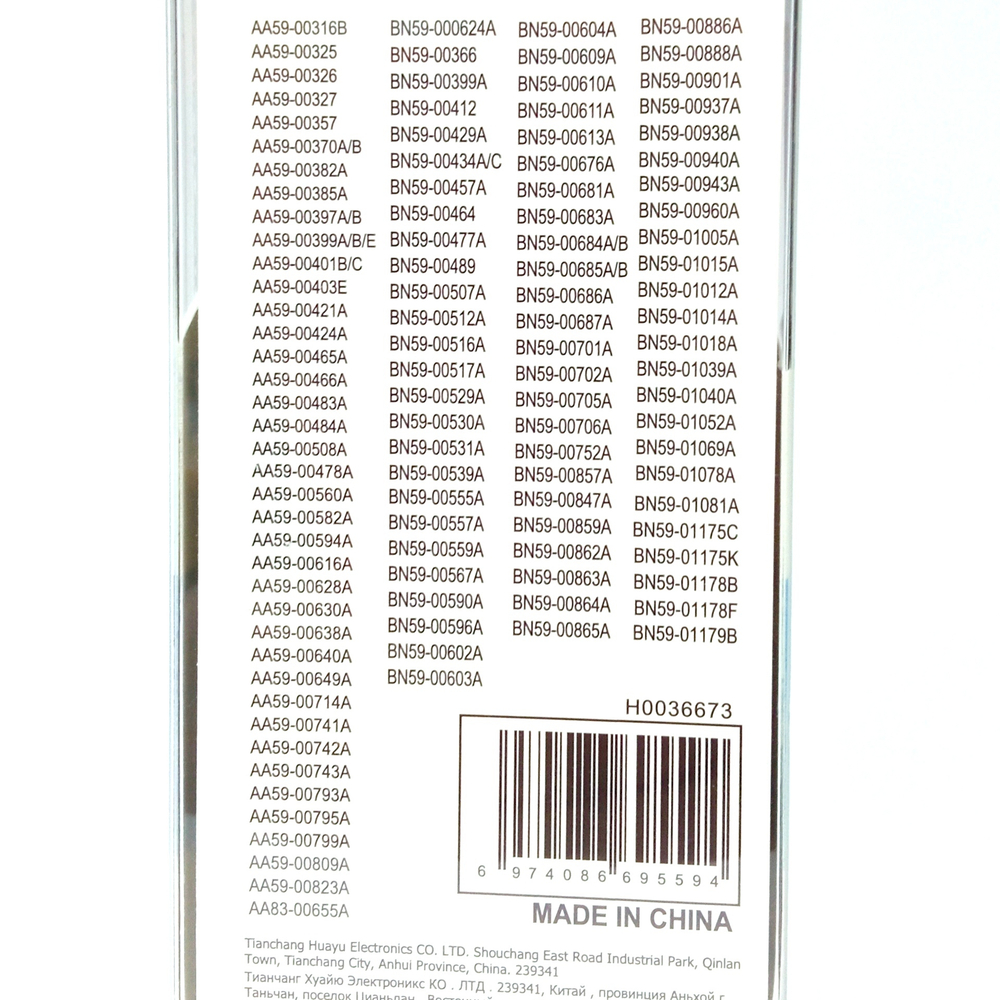 AA59-00316B
AA59-00325
AA59-00326
AA59-00327
AA59-00357
AA59-00370A/B
AA59-00382A
AA59-00385A
AA59-00397A/B
AA59-00399A/B/E
AA59-00401B/C
AA59-00403E
AA59-00421A
AA59-00424A
AA59-00465A
AA59-00466A
AA59-00483A
AA59-00484A
AA59-00508A
AA59-00478A
AA59-00560A
AA59-00582A
AA59-00594A
AA59-00616A
AA59-00628A
AA59-00630A
AA59-00638A
AA59-00640A
AA59-00649A
AA59-00714A
AA59-00741A
AA59-00742A
AA59-00743A
AA59-00793A
AA59-00795A
AA59-00799A
AA59-00809A
AA59-00823A
AA83-00655A
BN59-000624A
BN59-00366
BN59-00399A
BN59-00412
BN59-00429A
BN59-00434A/C
BN59-00457A
BN59-00464
BN59-00477A
BN59-00489
BN59-00507A
BN59-00512A
BN59-00516A
BN59-00517A
BN59-00529A
BN59-00530A
BN59-00531A
BN59-00539A
BN59-00555A
BN59-00557A
BN59-00559A
BN59-00567A
BN59-00590A
BN59-00596A
BN59-00602A
BN59-00603A
BN59-00604A
BN59-00609A
BN59-00610A
BN59-00611A
BN59-00613A
BN59-00676A
BN59-00681A
BN59-00683A
BN59-00684A/B
BN59-00685A/B
BN59-00686A
BN59-00687A
BN59-00701A
BN59-00702A
BN59-00705A
BN59-00706A
BN59-00752A
BN59-00857A
BN59-00847A
BN59-00859A
BN59-00862A
BN59-00863A
BN59-00864A
BN59-00865A
BN59-00886A
BN59-00888A
BN59-00901A
BN59-00937A
BN59-00938A
BN59-00940A
BN59-00943A
BN59-00960A
BN59-01005A
BN59-01015A
BN59-01012A
BN59-01014A
BN59-01018A
BN59-01039A
BN59-01040A
BN59-01052A
BN59-01069A
BN59-01078A
BN59-01081A
BN59-01175C
BN59-01175K
BN59-01178B
BN59-01178F
BN59-01179B
H0036673
6 974086 695594
MADE IN CHINA
Tianchang Huayu Electronics CO. LTD. Shouchang East Road Industrial Park, Qinlan
Town, Tianchang City, Anhui Province, China. 239341
Тианчанг Хуайю Электроникс КО . ЛТД . 239341, Китай , провинция Аньхой г
Таньчан, поселок